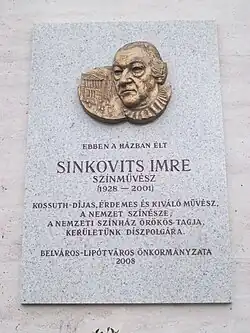 EBBEN A HÁZBAN ÉLT
SINKOVITS IMRE
SZÍNMŰVÉSZ
(1928 — 2001)
KOSSUTH-DÍJAS, ÉRDEMES ÉS KIVÁLÓ MŰVÉSZ,
A NEMZET SZÍNÉSZE,
A NEMZETI SZÍNHÁZ ÖRÖKÖS TAGJA,
KERÜLETÜNK DÍSZPOLGÁRA.
BELVÁROS-LIPÓTVÁROS ÖNKORMÁNYZATA
2008